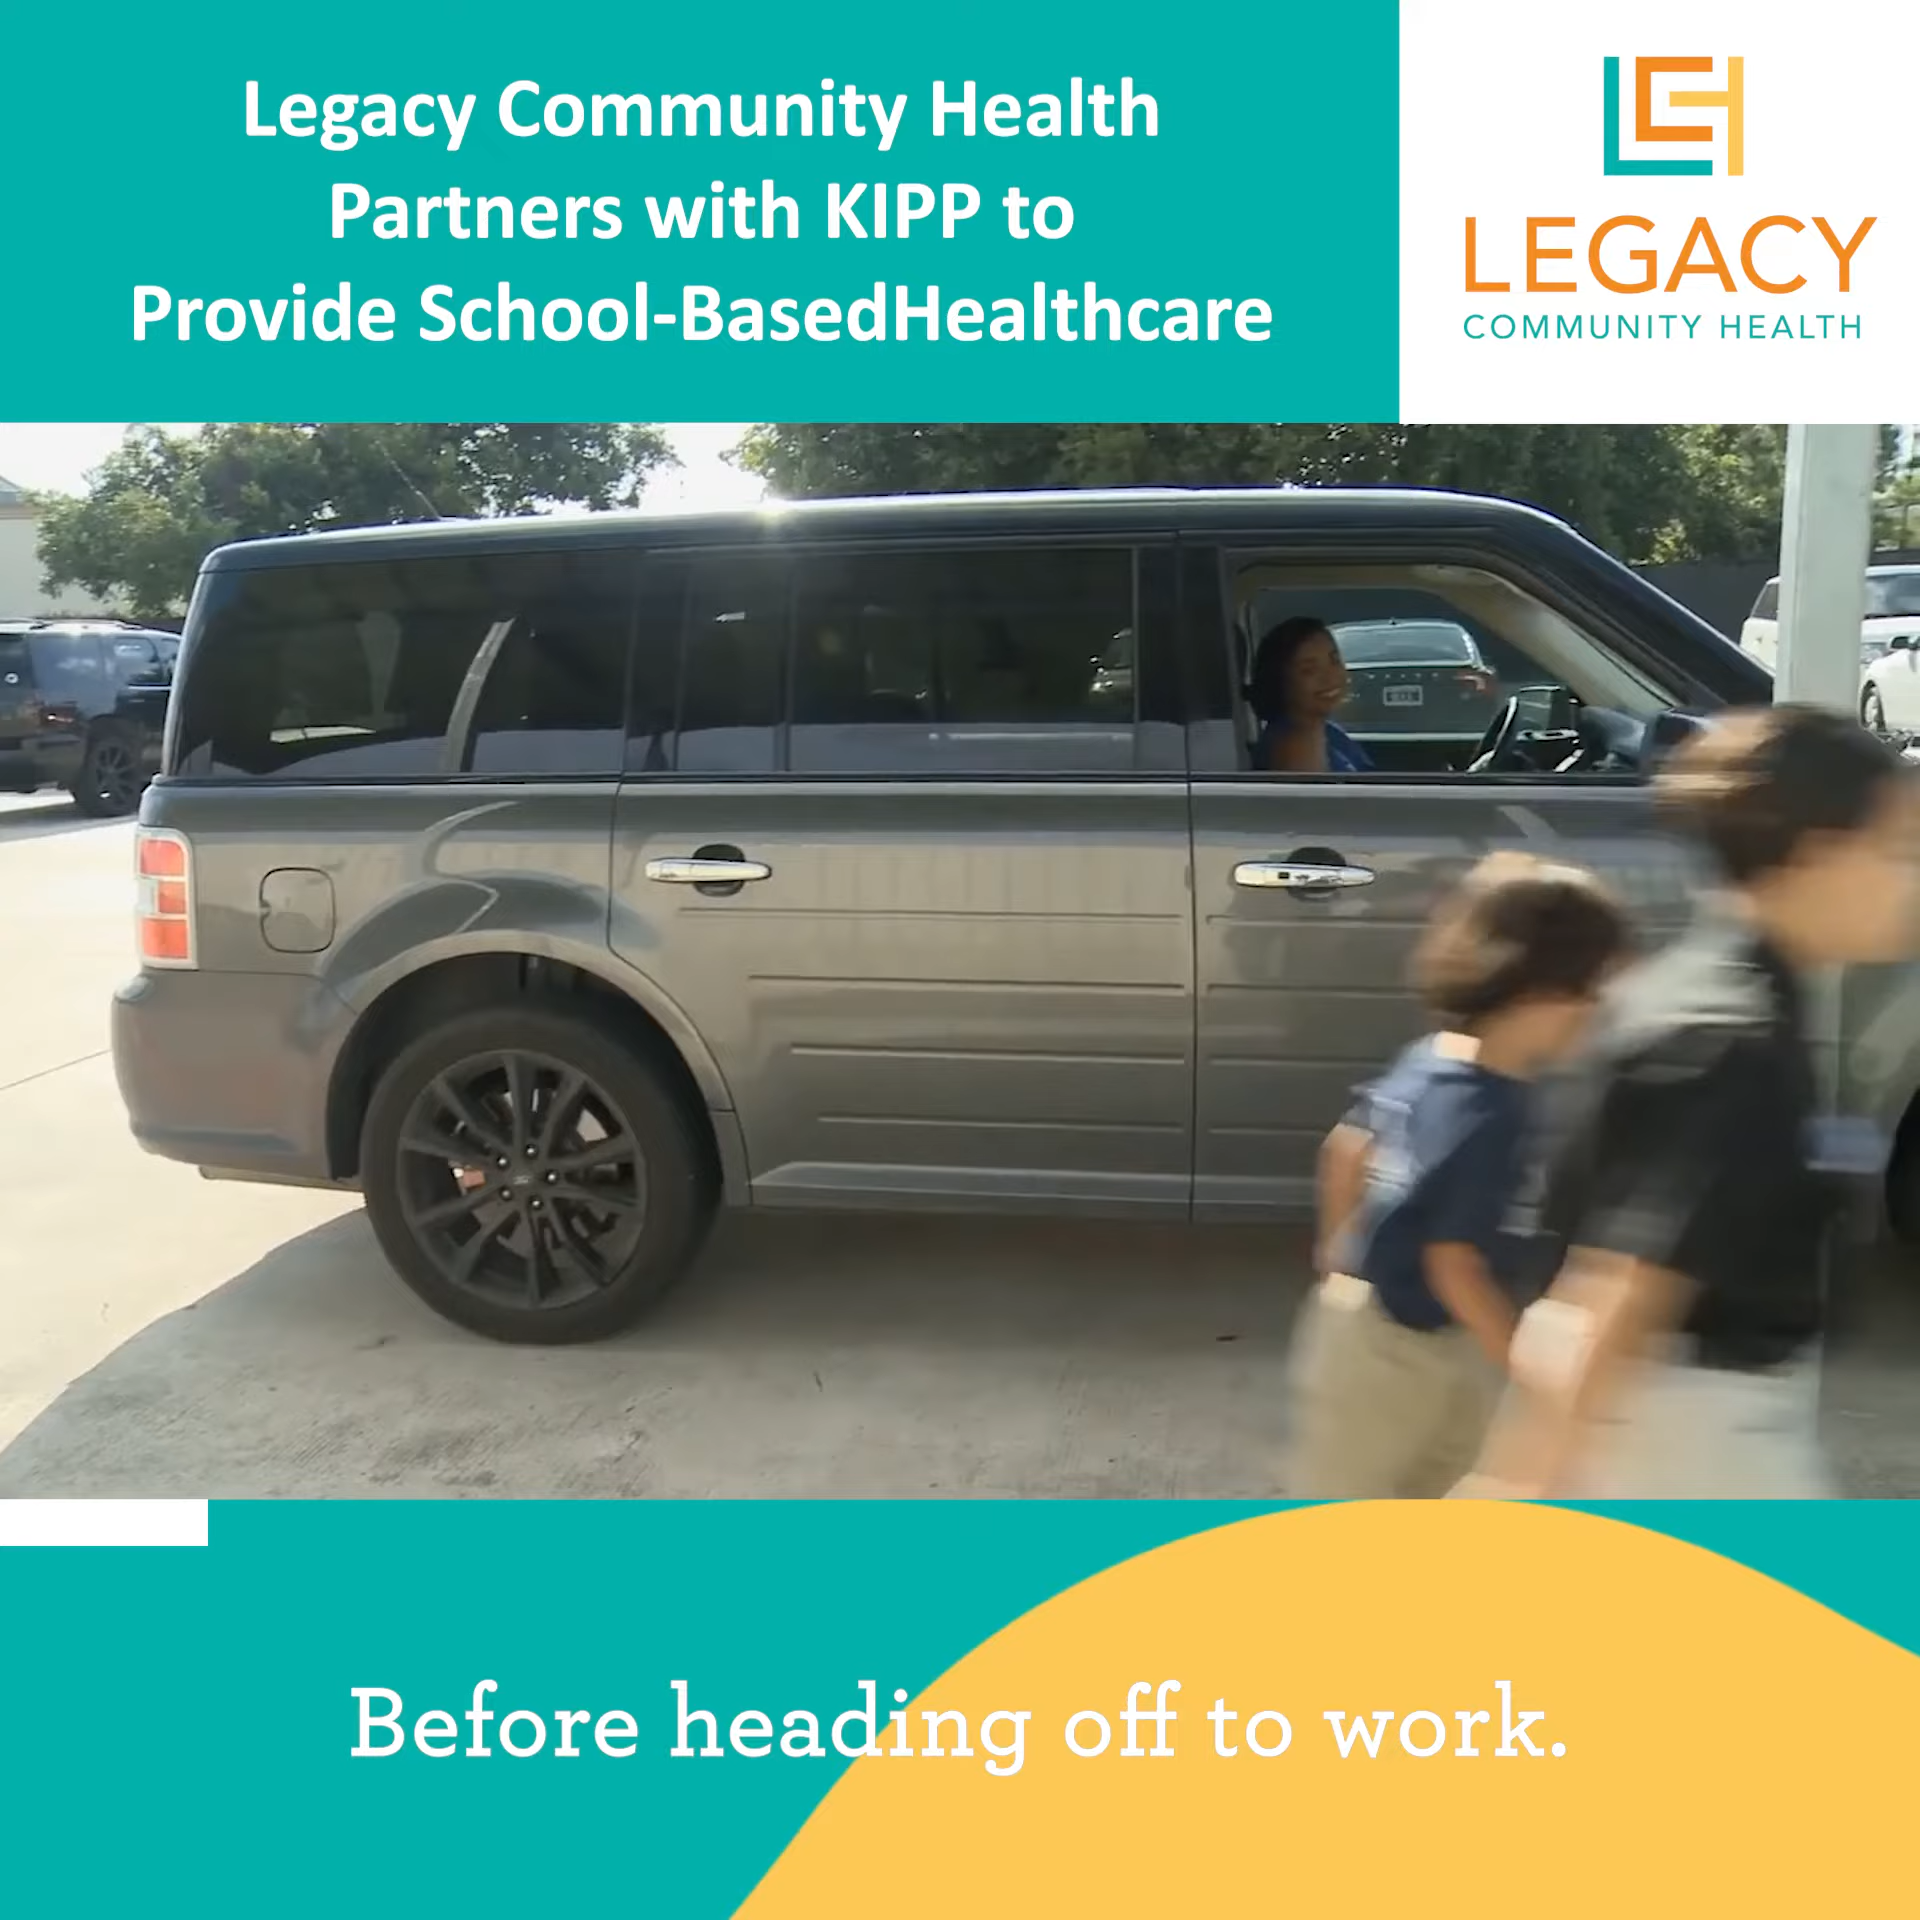 Legacy Community Health
Partners with KIPP to
Provide School-BasedHealthcare
LEGACY
COMMUNITY HEALTH
Before heading off to work.